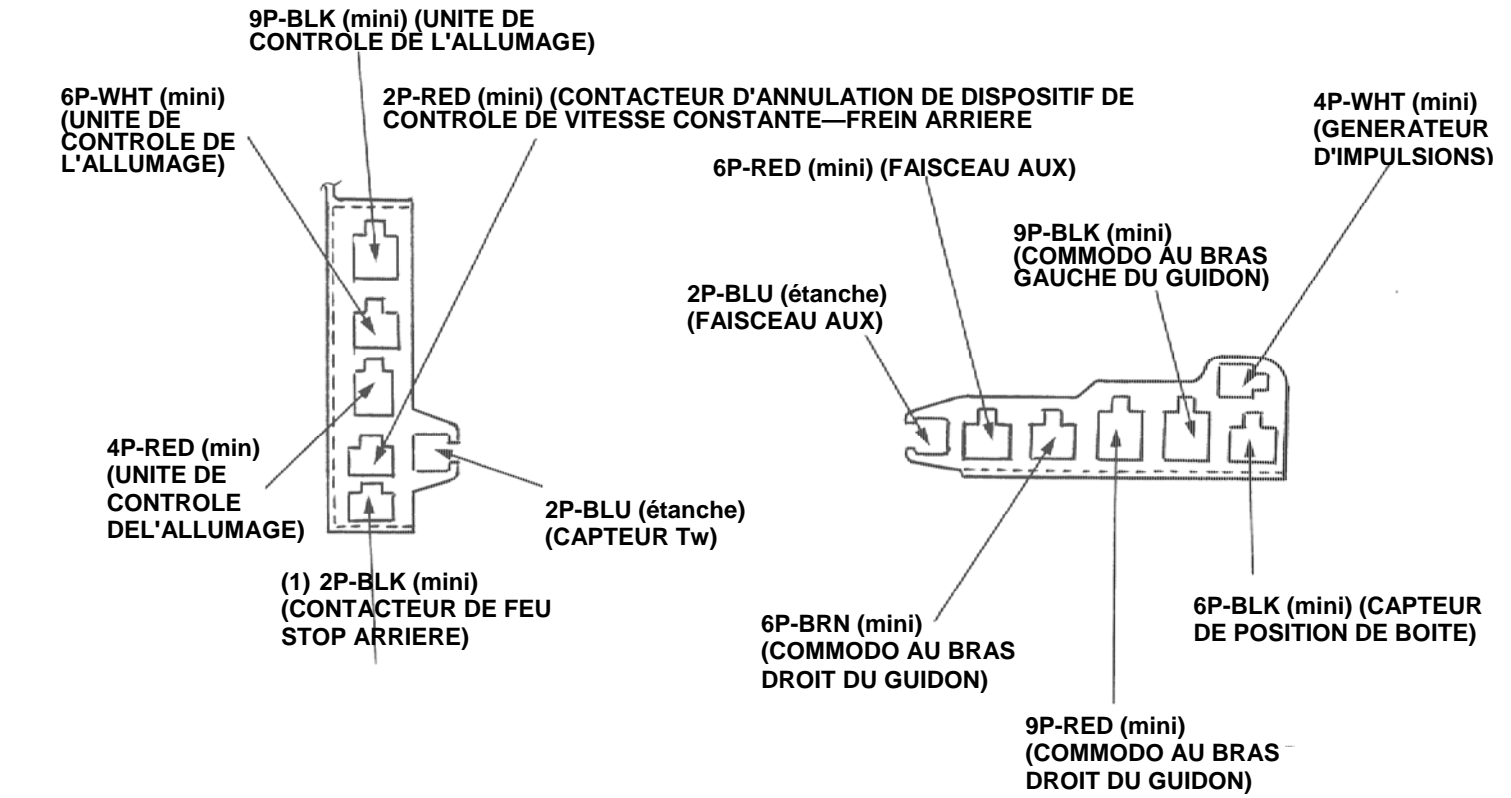 9P-BLK (mini) (UNITE DE
CONTROLE DE L'ALLUMAGE)
6P-WHT (mini)
(UNITE DE
CONTROLE DE
L'ALLUMAGE)
2P-RED (mini) (CONTACTEUR D'ANNULATION DE DISPOSITIF DE
CONTROLE DE VITESSE CONSTANTE—FREIN ARRIERE
4P-RED (min)
(UNITE DE
CONTROLE
DEL'ALLUMAGE)
2P-BLU (étanche)
(CAPTEUR Tw)
(1) 2P-BLK (mini)
(CONTACTEUR DE FEU
STOP ARRIERE)
4P-WHT (mini)
(GENERATEUR
D'IMPULSIONS)
6P-RED (mini) (FAISCEAU AUX)
9P-BLK (mini)
(COMMODO AU BRAS
GAUCHE DU GUIDON)
2P-BLU (étanche)
(FAISCEAU AUX)
6P-BRN (mini)
(COMMODO AU BRAS
DROIT DU GUIDON)
6P-BLK (mini) (CAPTEUR
DE POSITION DE BOITE)
9P-RED (mini)
(COMMODO AU BRAS
DROIT DU GUIDON)